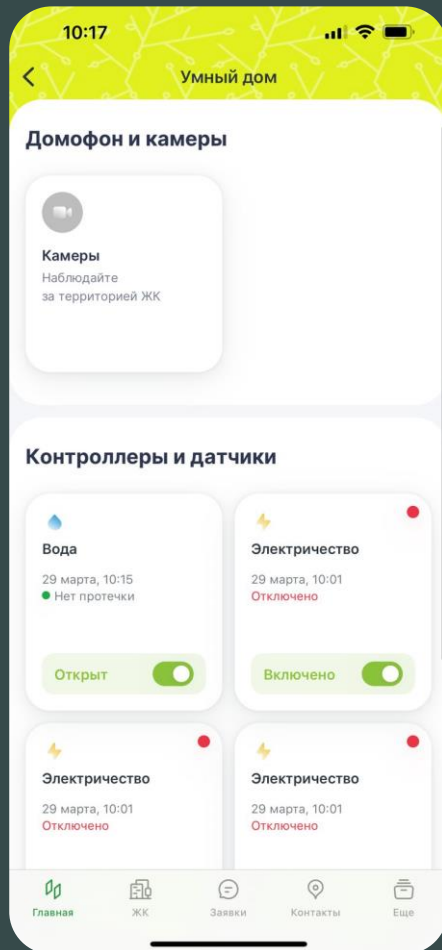 10:17
Умный дом
Домофон и камеры
Камеры
Наблюдайте
за территорией ЖК
Контроллеры и датчики
Вода
29 марта, 10:15
Нет протечки
Открыт
Электричество
29 марта, 10:01
Отключено
Включено
Электричество
29 марта, 10:01
Отключено
Электричество
29 марта, 10:01
Отключено
Главная
ЖК
Заявки
Контакты
Еще